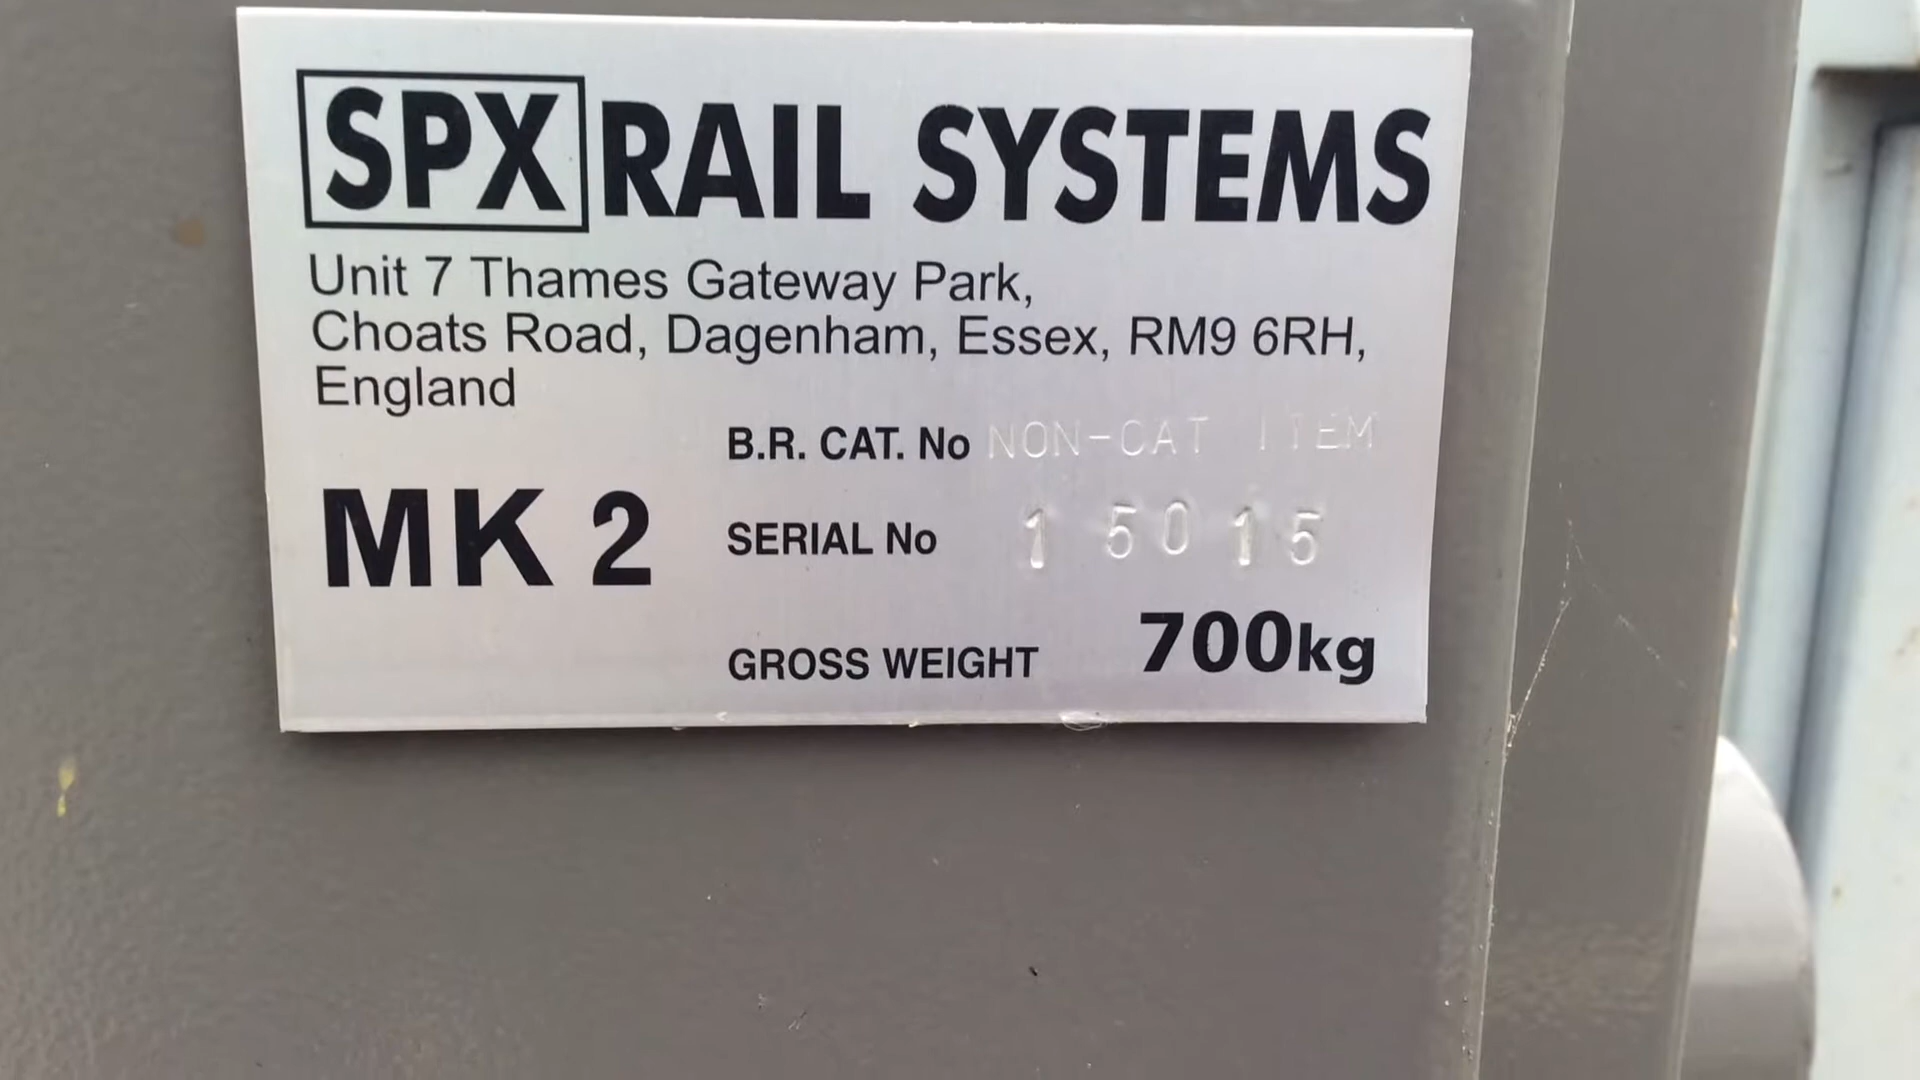 SPX RAIL SYSTEMS
Unit 7 Thames Gateway Park,
Choats Road, Dagenham, Essex, RM9 6RH,
England
B.R. CAT. No NON-CAT ITEM
MK 2
SERIAL No 15015
GROSS WEIGHT 700kg